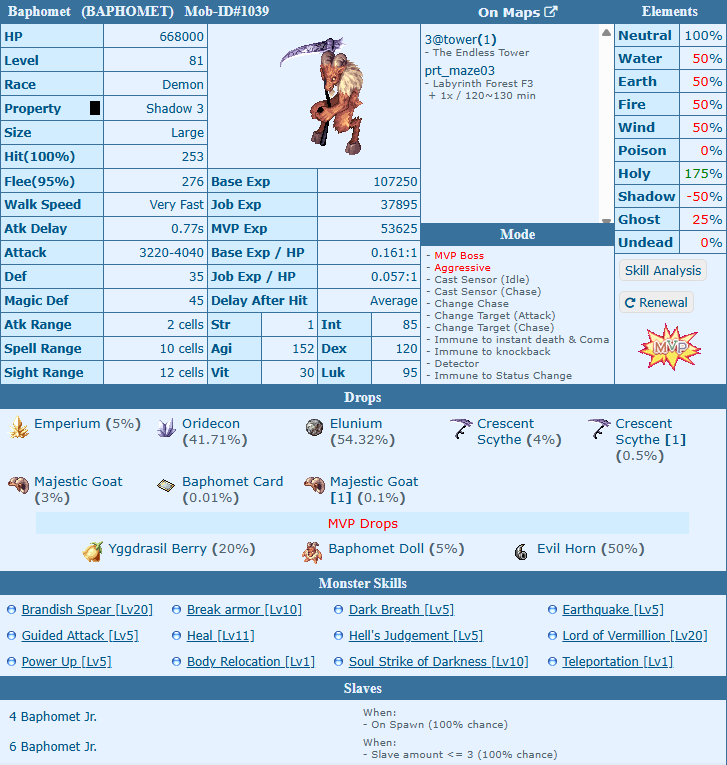 Baphomet (BAPHOMET) Mob-ID#1039
On Maps
Elements
HP 668000
Level 81
Race Demon
Property Shadow 3
Size Large
Hit(100%) 253
Flee(95%) 276
Walk Speed Very Fast
Atk Delay 0.77s
Attack 3220-4040
Def 35
Magic Def 45
Atk Range 2 cells
Spell Range 10 cells
Sight Range 12 cells
Base Exp 107250
Job Exp 37895
MVP Exp 53625
Base Exp / HP 0.161:1
Job Exp / HP 0.057:1
Delay After Hit Average
Str 1 Int 85
Agi 152 Dex 120
Vit 30 Luk 95
3@tower(1)
- The Endless Tower
prt_maze03
- Labyrinth Forest F3
+ 1x / 120~130 min
Mode
- MVP Boss
- Aggressive
- Cast Sensor (Idle)
- Cast Sensor (Chase)
- Change Chase
- Change Target (Attack)
- Change Target (Chase)
- Immune to instant death & Coma
- Immune to knockback
- Detector
- Immune to Status Change
Neutral 100%
Water 50%
Earth 50%
Fire 50%
Wind 50%
Poison 0%
Holy 175%
Shadow -50%
Ghost 25%
Undead 0%
Skill Analysis
Renewal
MVP
Drops
Emperium (5%)
Oridecon
(41.71%)
Elunium
(54.32%)
Crescent
Scythe (4%)
Crescent
Scythe [1]
(0.5%)
Majestic Goat
(3%)
Baphomet Card
(0.01%)
Majestic Goat
[1] (0.1%)
MVP Drops
Yggdrasil Berry (20%)
Baphomet Doll (5%)
Evil Horn (50%)
Monster Skills
Brandish Spear [Lv20]
Break armor [Lv10]
Dark Breath [Lv5]
Earthquake [Lv5]
Guided Attack [Lv5]
Heal [Lv11]
Hell's Judgement [Lv5]
Lord of Vermillion [Lv20]
Power Up [Lv5]
Body Relocation [Lv1]
Soul Strike of Darkness [Lv10]
Teleportation [Lv1]
Slaves
4 Baphomet Jr.
When:
- On Spawn (100% chance)
6 Baphomet Jr.
When:
- Slave amount <= 3 (100% chance)